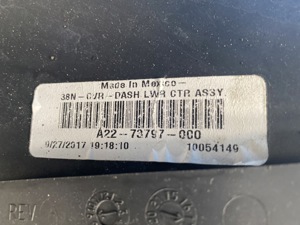 Made In Mexico
38N-CVR-DASH LWR CTR ASSY.
A22-73797-000
9/27/2017 19:18:10 10054149
REV